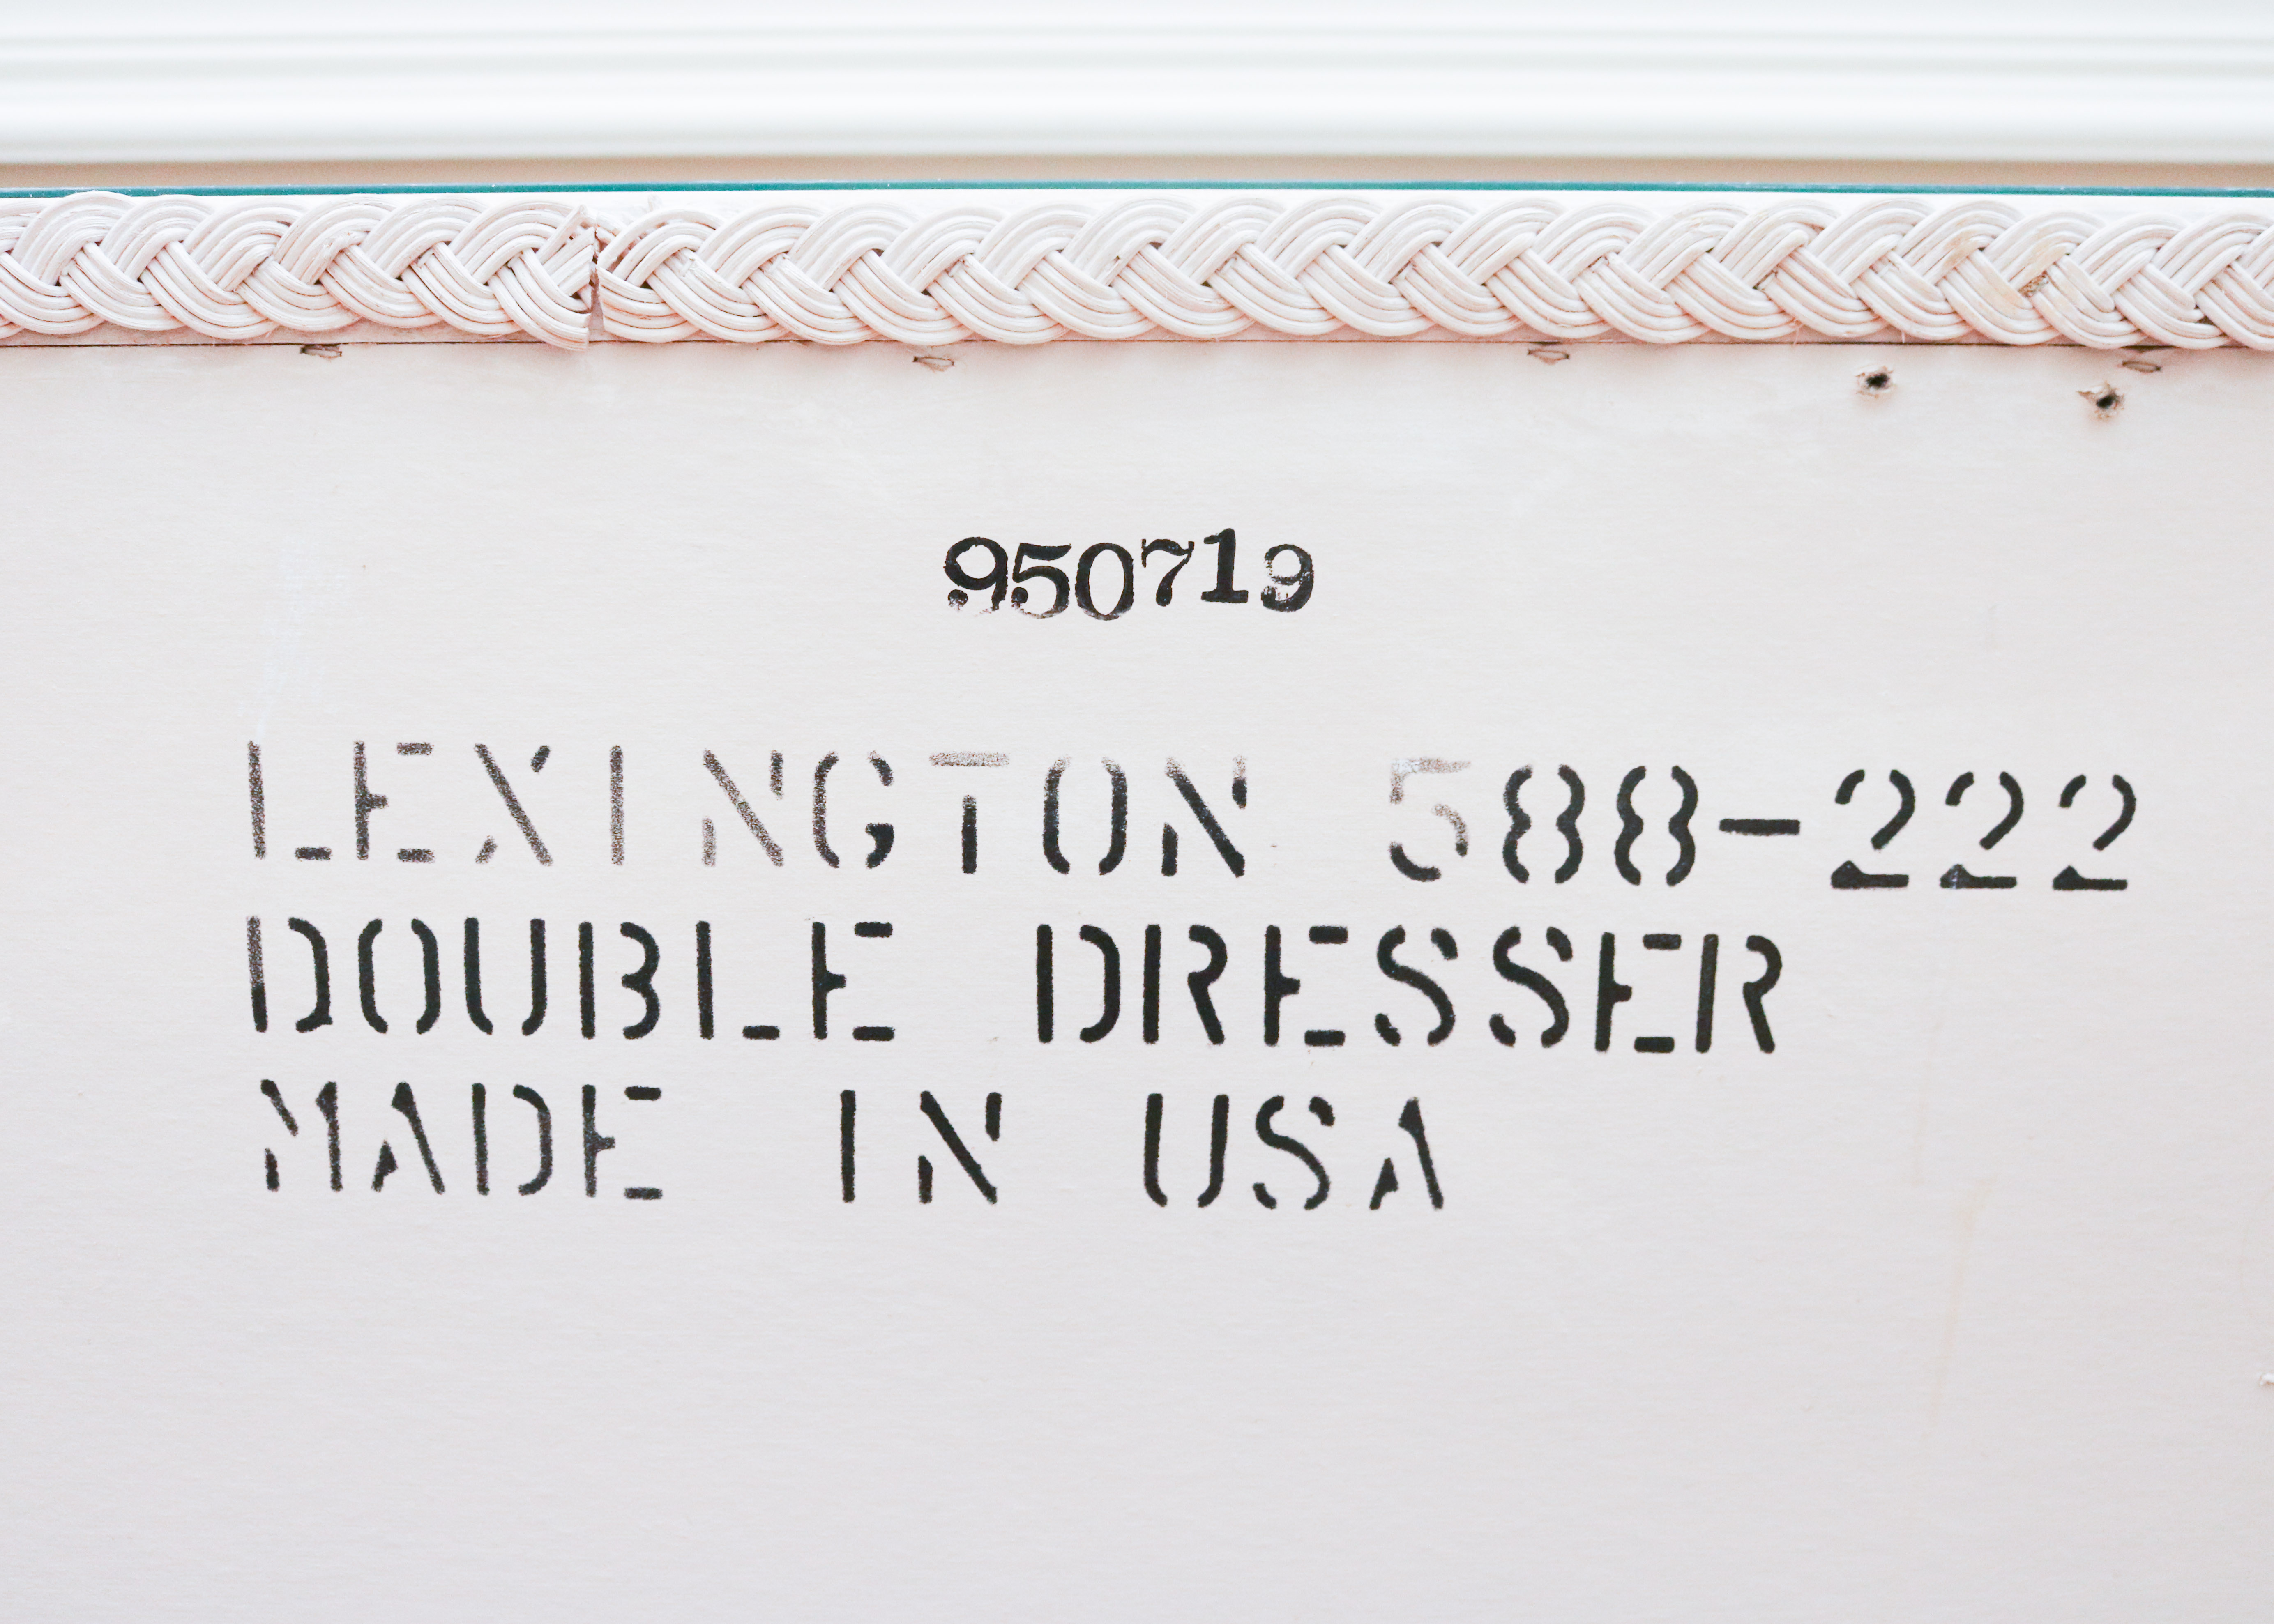 950719
LEXINGTON 588-222
DOUBLE DRESSER
MADE IN USA